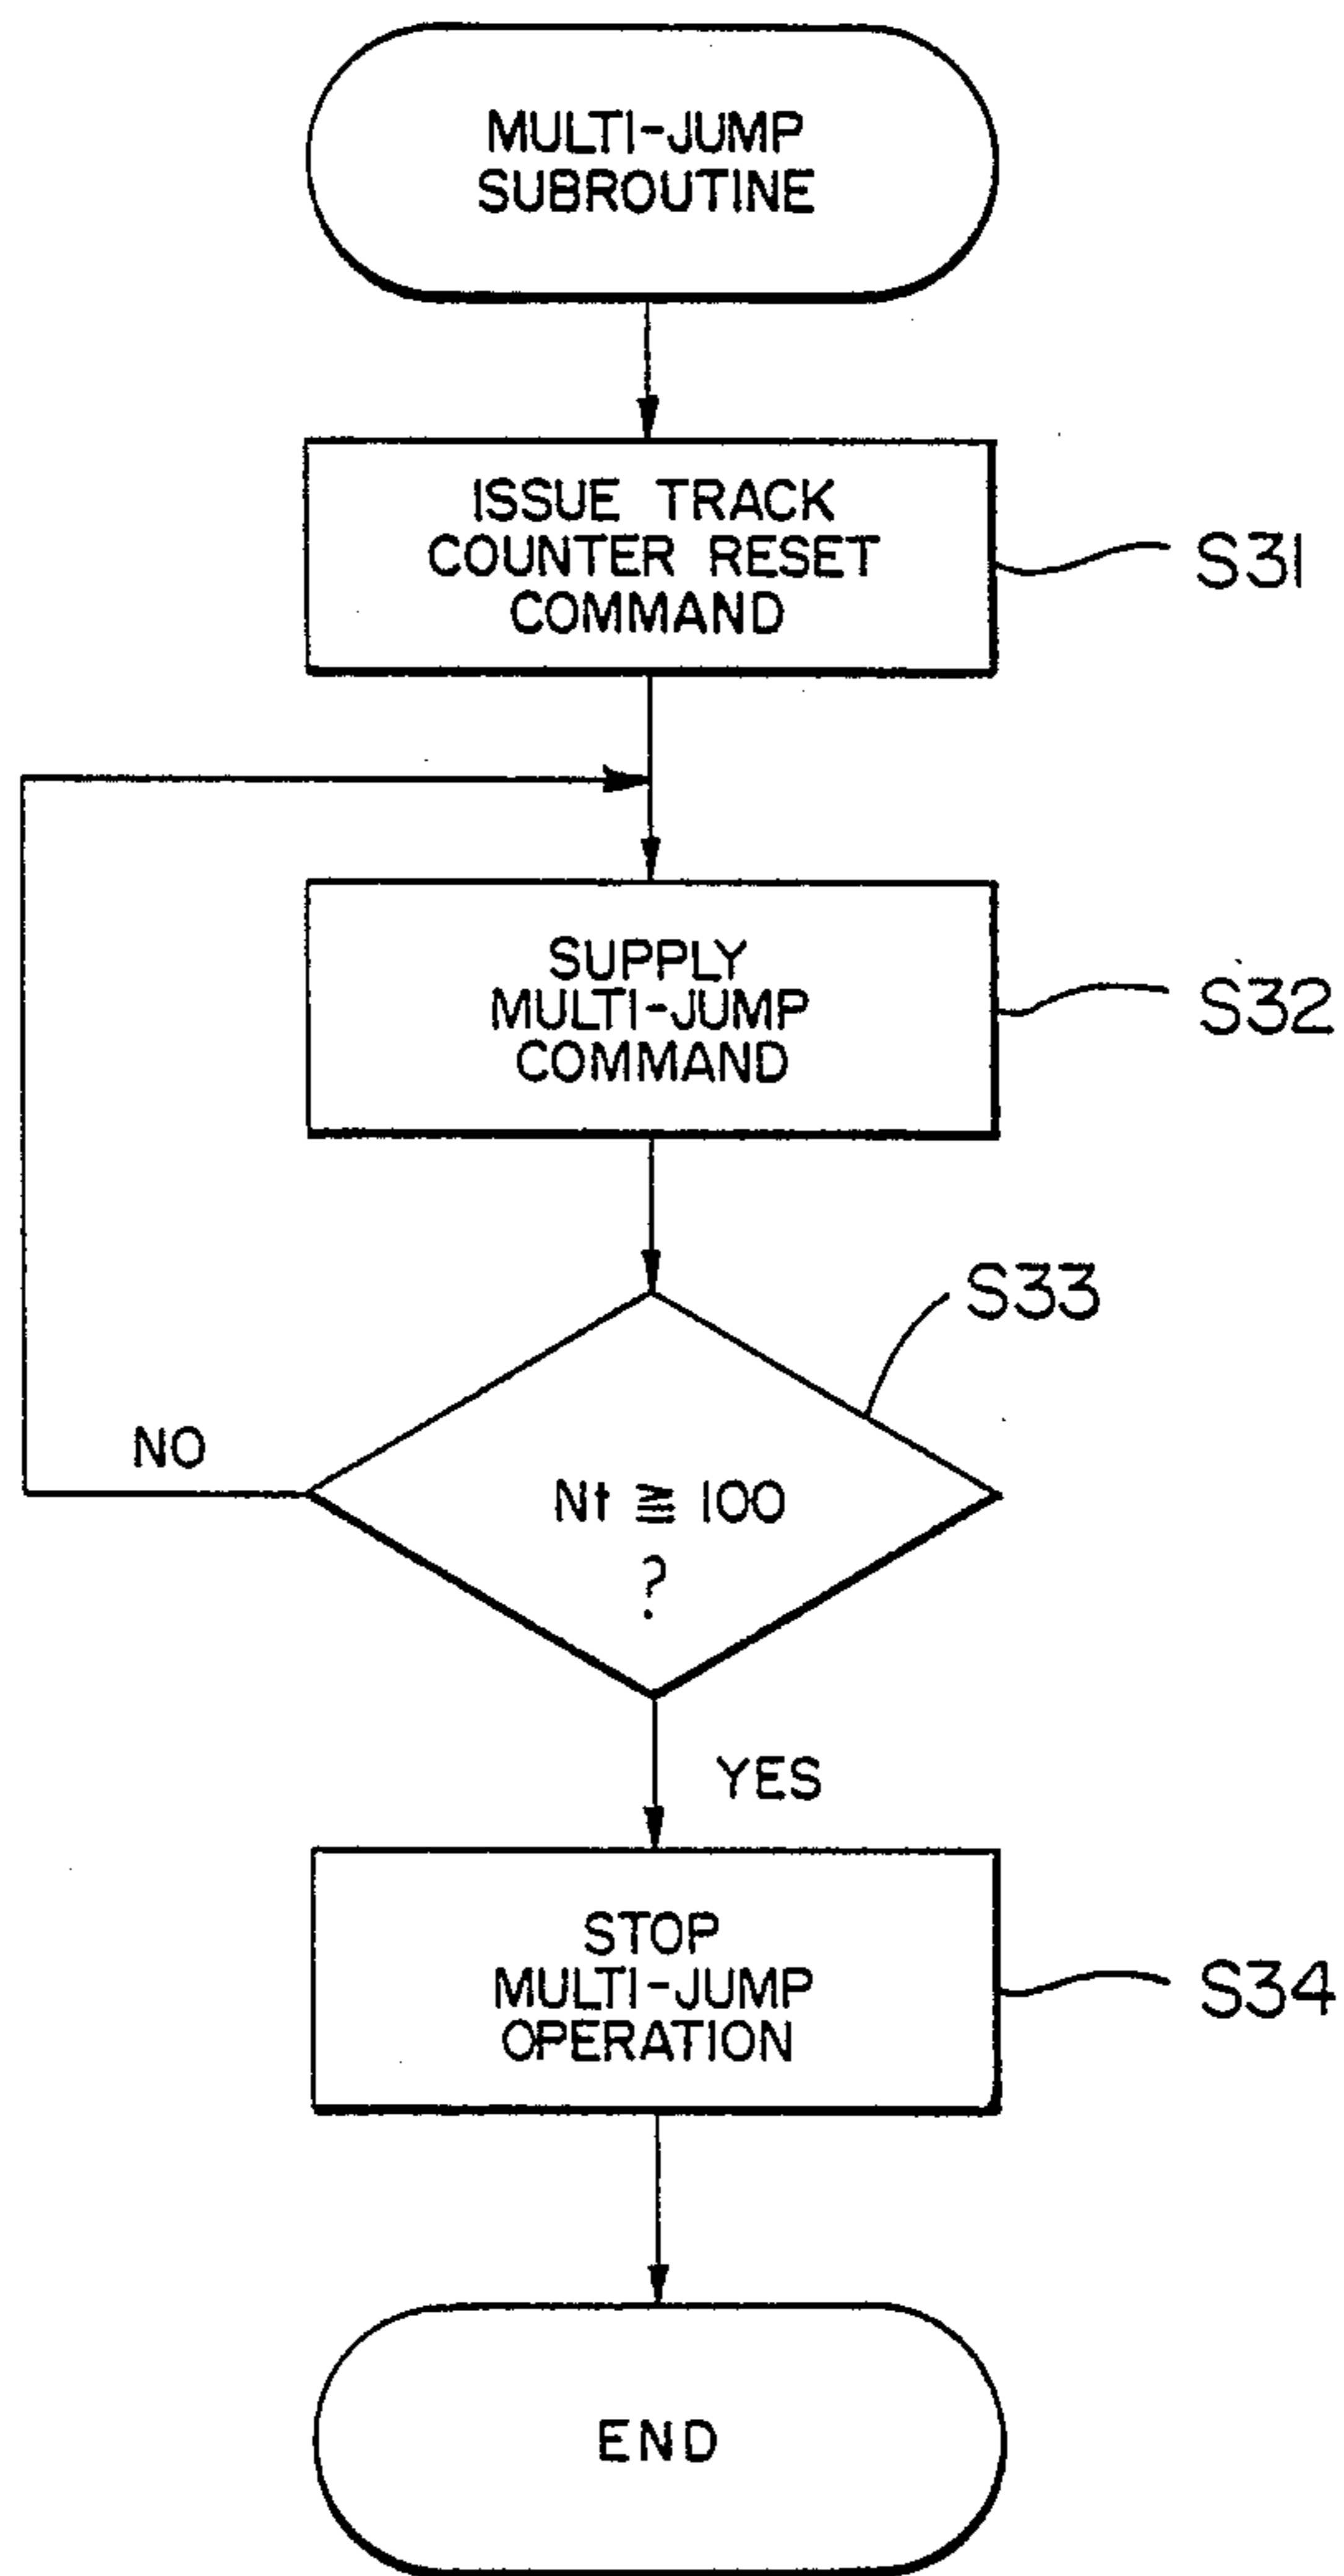 MULTI-JUMP
SUBROUTINE
ISSUE TRACK
COUNTER RESET
COMMAND
S31
SUPPLY
MULTI-JUMP
COMMAND
S32
S33
NO
Nt ≧ 100
?
YES
STOP
MULTI-JUMP
OPERATION
S34
END